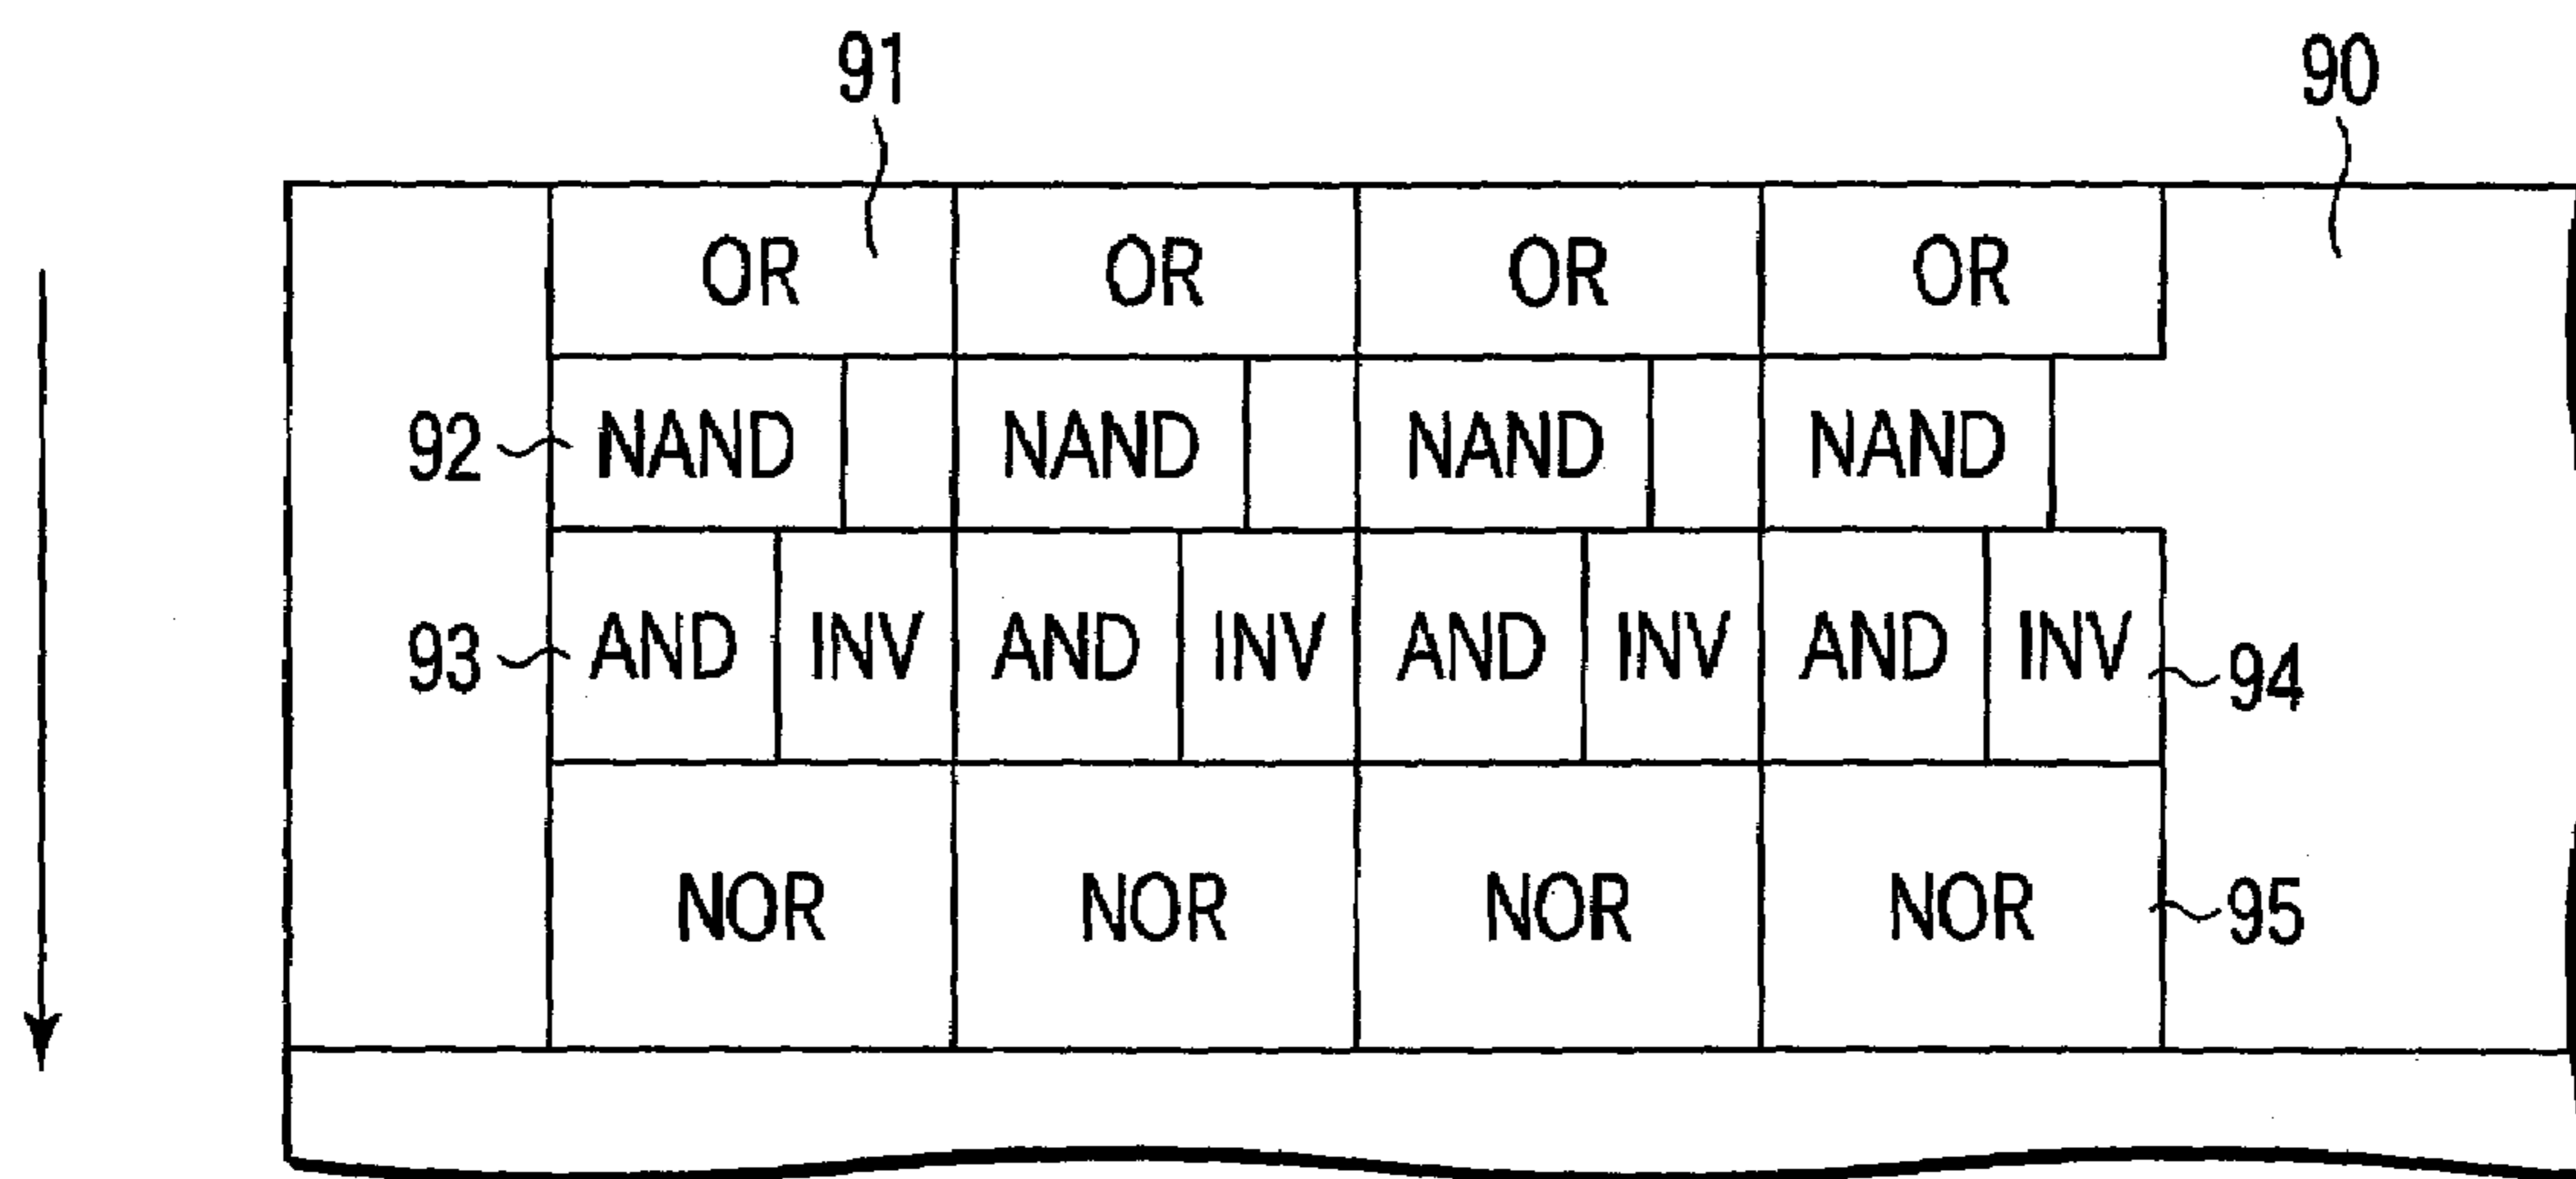 91 90
OR OR OR OR
92 NAND NAND NAND NAND
93 AND INV AND INV AND INV AND INV 94
NOR NOR NOR NOR 95